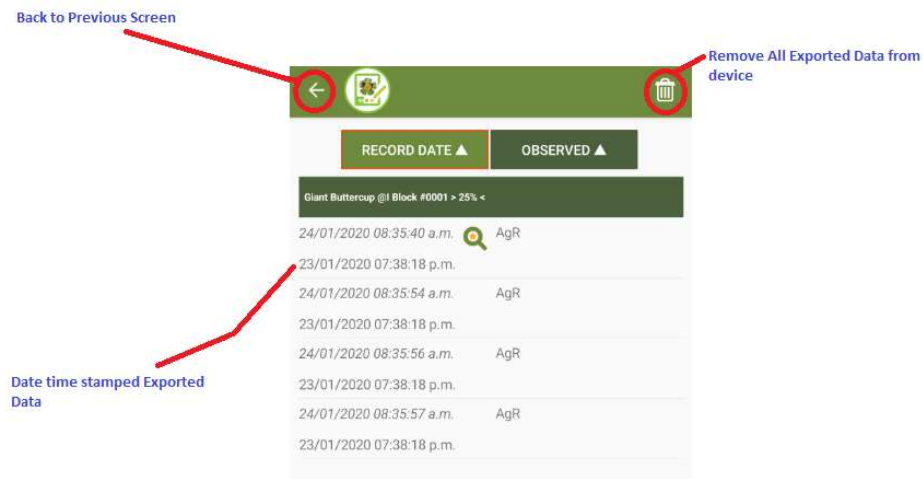 Back to Previous Screen
Remove All Exported Data from
device
RECORD DATE ▲ OBSERVED ▲
Giant Buttercup @I Block #0001 > 25% <
24/01/2020 08:35:40 a.m. AgR
23/01/2020 07:38:18 p.m.
24/01/2020 08:35:54 a.m. AgR
23/01/2020 07:38:18 p.m.
24/01/2020 08:35:56 a.m. AgR
23/01/2020 07:38:18 p.m.
24/01/2020 08:35:57 a.m. AgR
23/01/2020 07:38:18 p.m.
Date time stamped Exported
Data